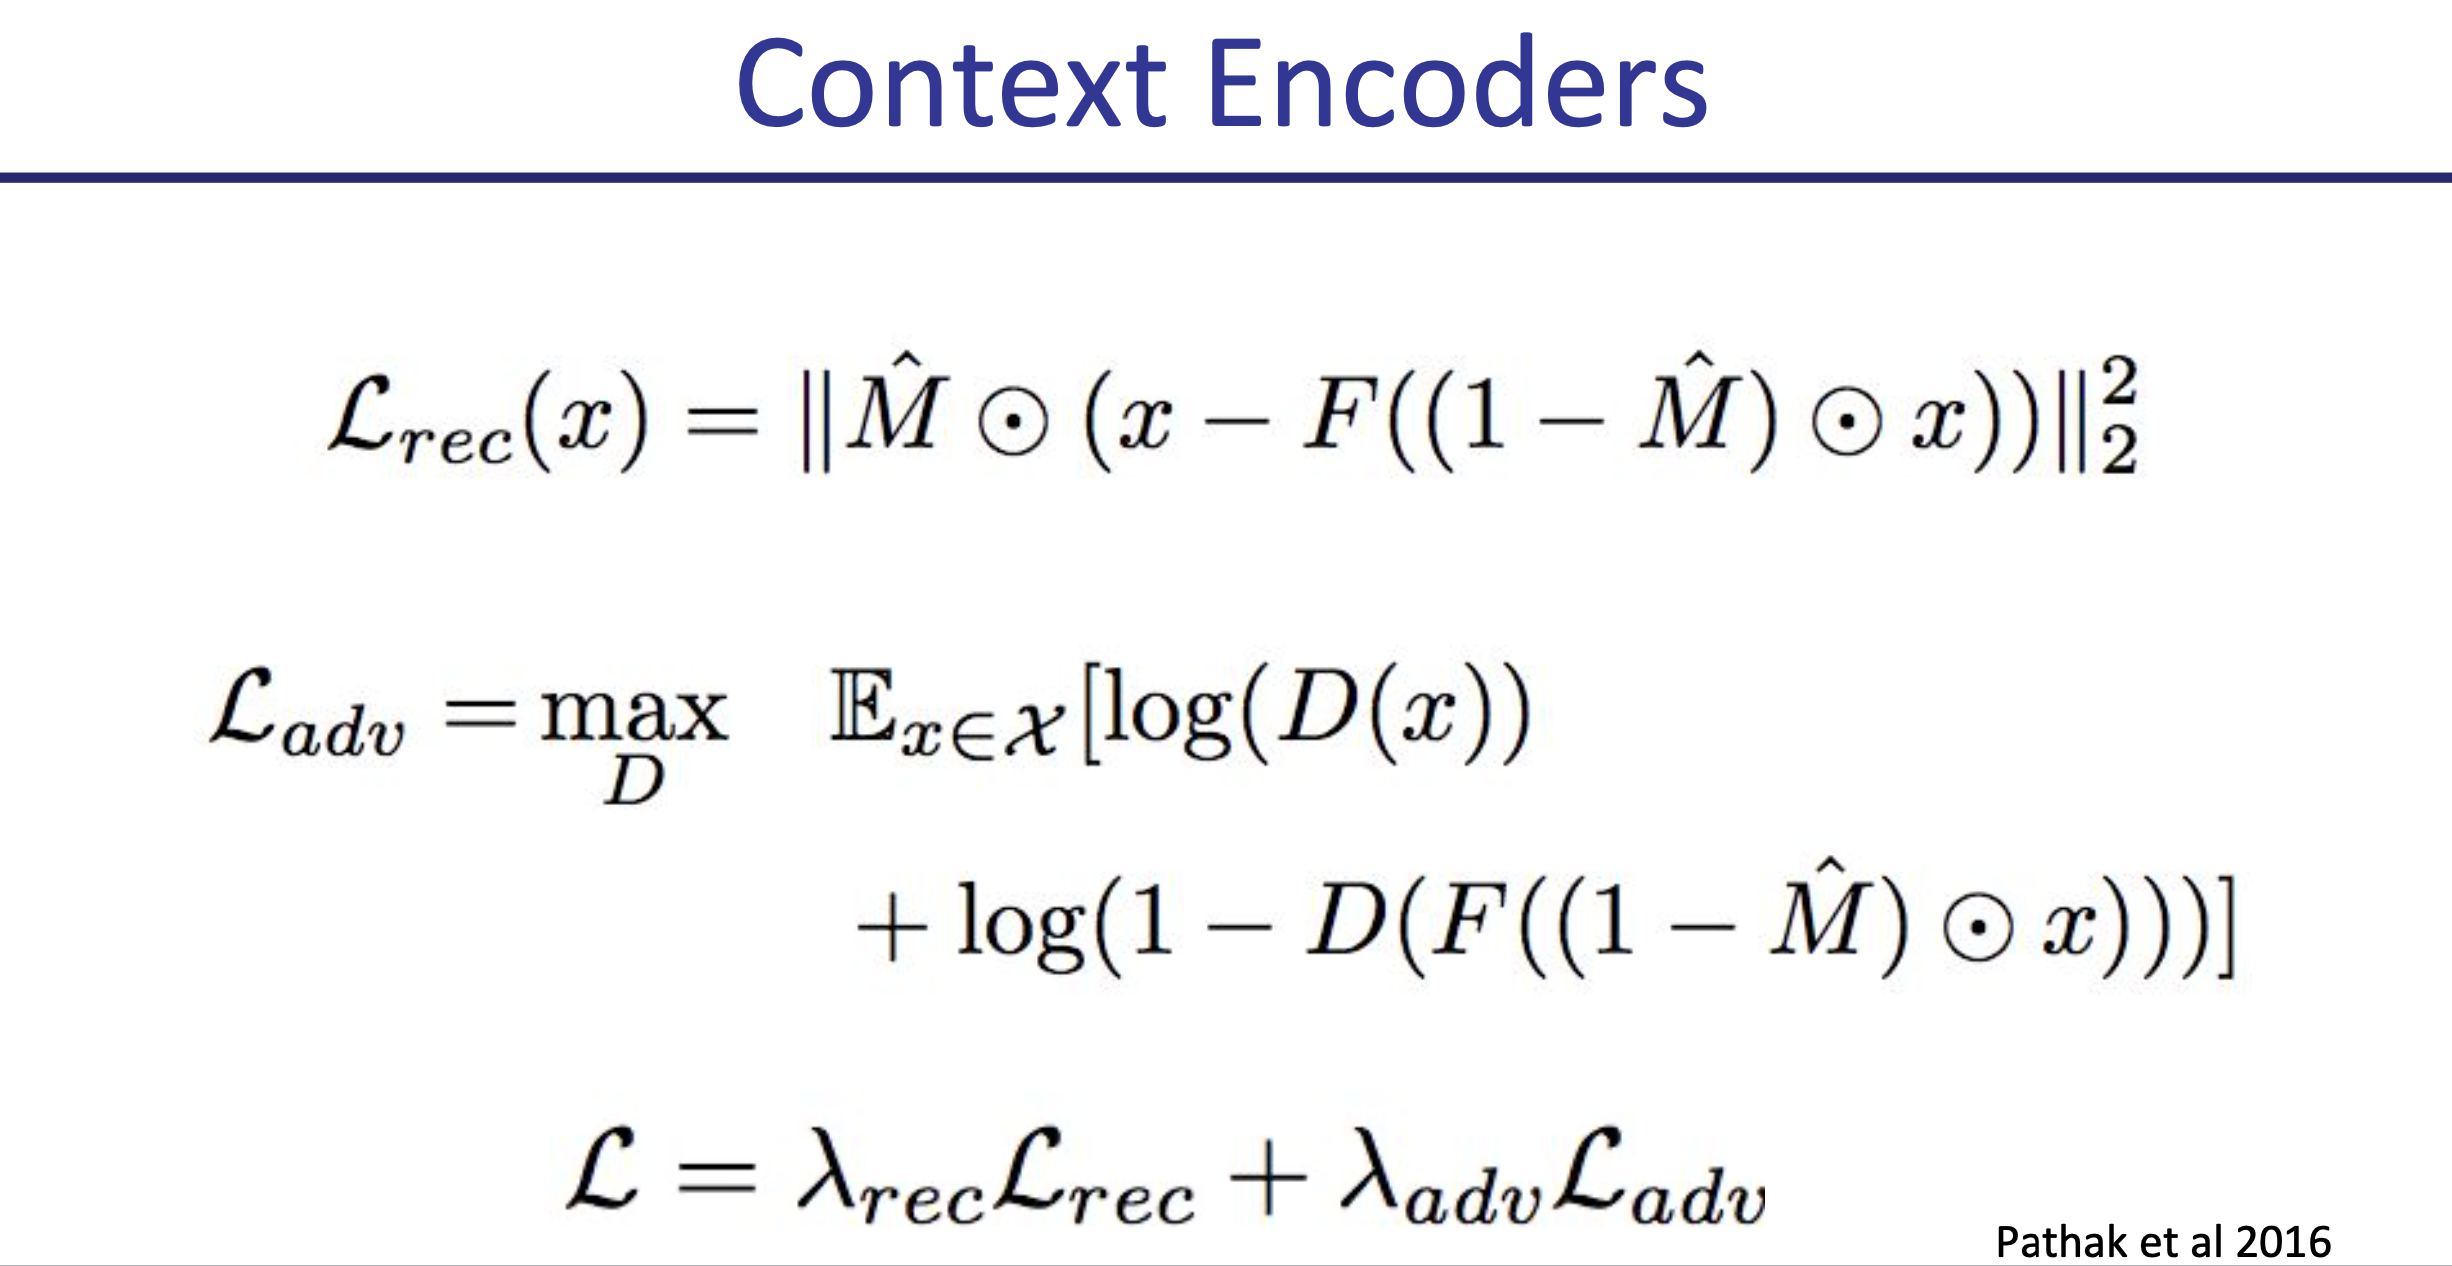 Context Encoders
$\mathcal{L}_{rec}(x) = \| \hat{M} \odot (x - F((1 - \hat{M}) \odot x)) \|_2^2$
$\mathcal{L}_{adv} = \max_D \quad \mathbb{E}_{x \in \mathcal{X}} [\log(D(x))$
$+ \log(1 - D(F((1 - \hat{M}) \odot x)))]$
$\mathcal{L} = \lambda_{rec} \mathcal{L}_{rec} + \lambda_{adv} \mathcal{L}_{adv}$
Pathak et al 2016